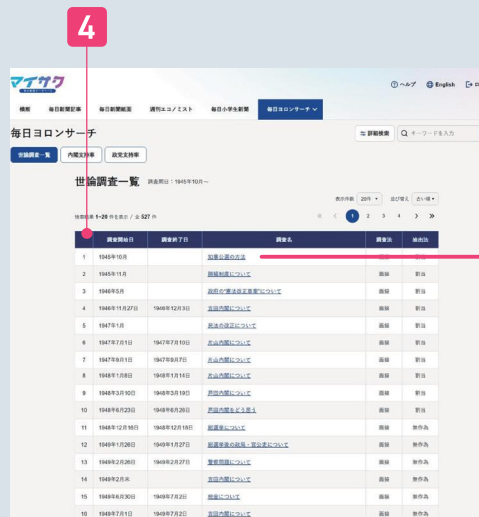 4
マイサク
ヘルプ English
横断 毎日新聞記事 毎日新聞紙面 週刊エコノミスト 毎日小学生新聞 毎日ヨロンサーチ
毎日ヨロンサーチ
詳細検索 キーワードを入力
世論調査一覧 内閣支持率 政党支持率
世論調査一覧 調査開始日：1945年10月～
表示件数 20件 並び替え 古い順
検索結果 1~20 件を表示 / 全 527 件
« ‹ 1 2 3 4 › »
調査開始日 調査終了日 調査名 調査法 抽出法
1 1945年10月 知事公選の方法 面接 割当
2 1945年11月 面接 割当
3 1946年5月 政府の"憲法改正草案"について 面接 割当
4 1946年11月27日 1946年12月3日 吉田内閣について 面接 割当
5 1947年1月 民法の改正について 面接 割当
6 1947年7月1日 1947年7月10日 片山内閣について 面接 割当
7 1947年9月1日 1947年9月7日 片山内閣について 面接 割当
8 1948年1月8日 1948年1月14日 片山内閣について 面接 割当
9 1948年3月10日 1948年3月19日 芦田内閣について 面接 割当
10 1948年6月23日 1948年6月26日 芦田内閣をどう思う 面接 割当
11 1948年12月16日 1948年12月18日 総選挙について 面接 無作為
12 1949年1月26日 1949年1月27日 総選挙後の政局・官公吏について 面接 無作為
13 1949年2月26日 1949年2月27日 警察問題について 面接 無作為
14 1949年2月末 吉田内閣について 面接 無作為
15 1949年6月30日 1949年7月2日 税金について 面接 無作為
16 1949年7月1日 1949年7月2日 吉田内閣について 面接 無作為